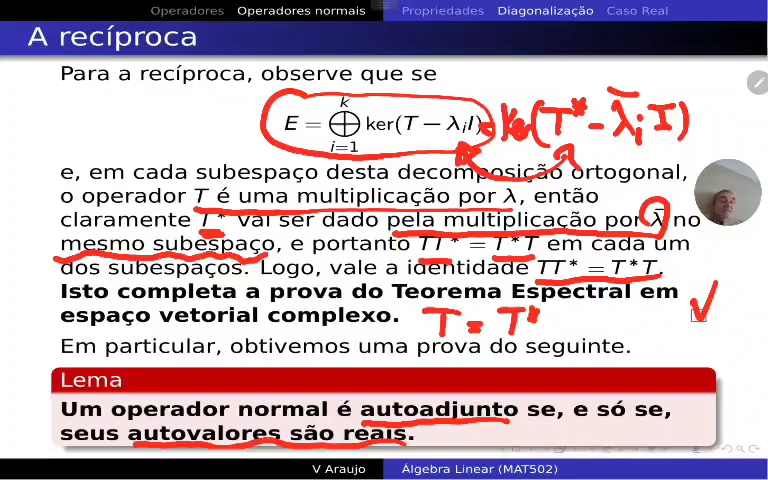 Operadores Operadores normais Propriedades Diagonalização Caso Real
A recíproca
Para a recíproca, observe que se
E = ⊕ᵏᵢ₌₁ ker(T − λᵢI) = ker(T* − λ̄ᵢ I)
e, em cada subespaço desta decomposição ortogonal,
o operador T é uma multiplicação por λ, então
claramente T* vai ser dado pela multiplicação por λ̄ no
mesmo subespaço, e portanto TT* = T*T em cada um
dos subespaços. Logo, vale a identidade TT* = T*T.
Isto completa a prova do Teorema Espectral em
espaço vetorial complexo.
T = T*
Em particular, obtivemos uma prova do seguinte.
Lema
Um operador normal é autoadjunto se, e só se,
seus autovalores são reais.
V Araujo Álgebra Linear (MAT502)